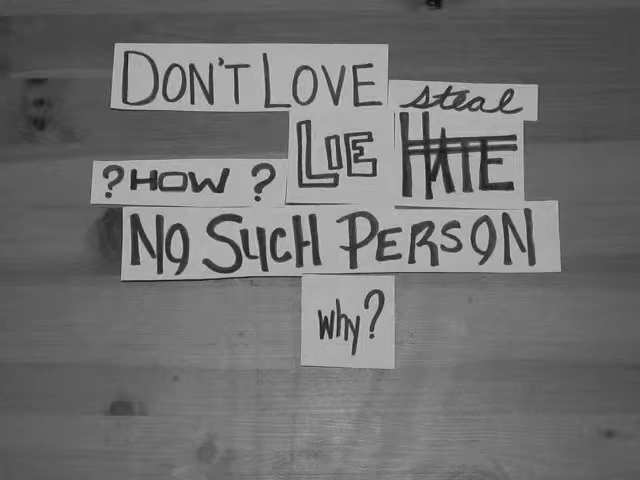 DON'T LOVE
steal
LIE HATE
?HOW ?
NO SUCH PERSON
why?